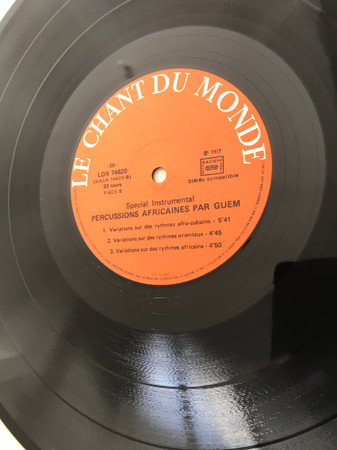 LE CHANT DU MONDE
℗ 1977
LDX 74620
33 tours
FACE B
SACEM
Stéréo compatible
Special Instrumental
PERCUSSIONS AFRICAINES PAR GUEM
1. Variations sur des rythmes afro-cubains - 5'41
2. Variations sur des rythmes orientaux - 4'45
3. Variations sur des rythmes africains - 4'50